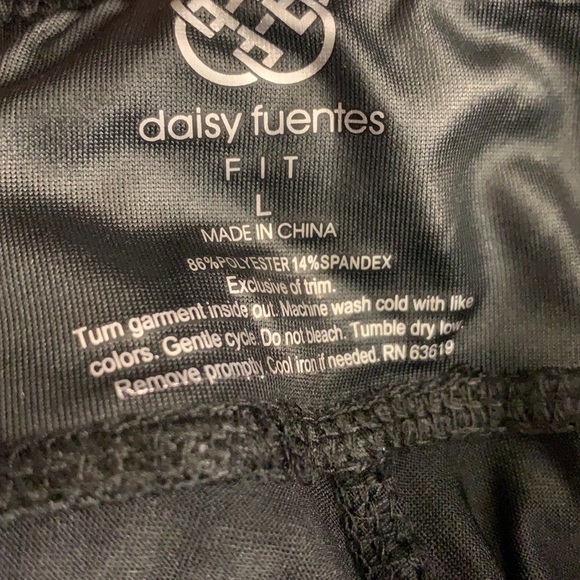 daisy fuentes
FIT
L
MADE IN CHINA
86%POLYESTER 14%SPANDEX
Exclusive of trim.
Turn garment inside out. Machine wash cold with like
colors. Gentle cycle. Do not bleach. Tumble dry low.
Remove promptly Cool iron if needed. RN 63619